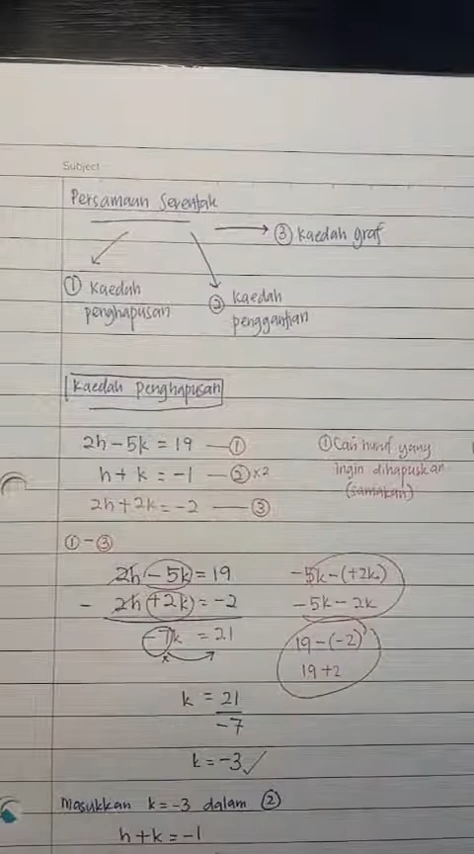 Subject
Persamaan Serentak
③ Kaedah graf
① Kaedah penghapusan
② Kaedah penggantian
Kaedah Penghapusan
2h - 5k = 19 — ①
h + k = -1 — ② ×2
2h + 2k = -2 — ③
① Cari huruf yang
ingin dihapuskan
(samakan)
① - ③
2h - 5k = 19
- 2h + 2k = -2
-7k = 21
-5k - (+2k)
-5k - 2k
19 - (-2)
19 + 2
k = 21
-7
k = -3 ✓
Masukkan k = -3 dalam ②
h + k = -1